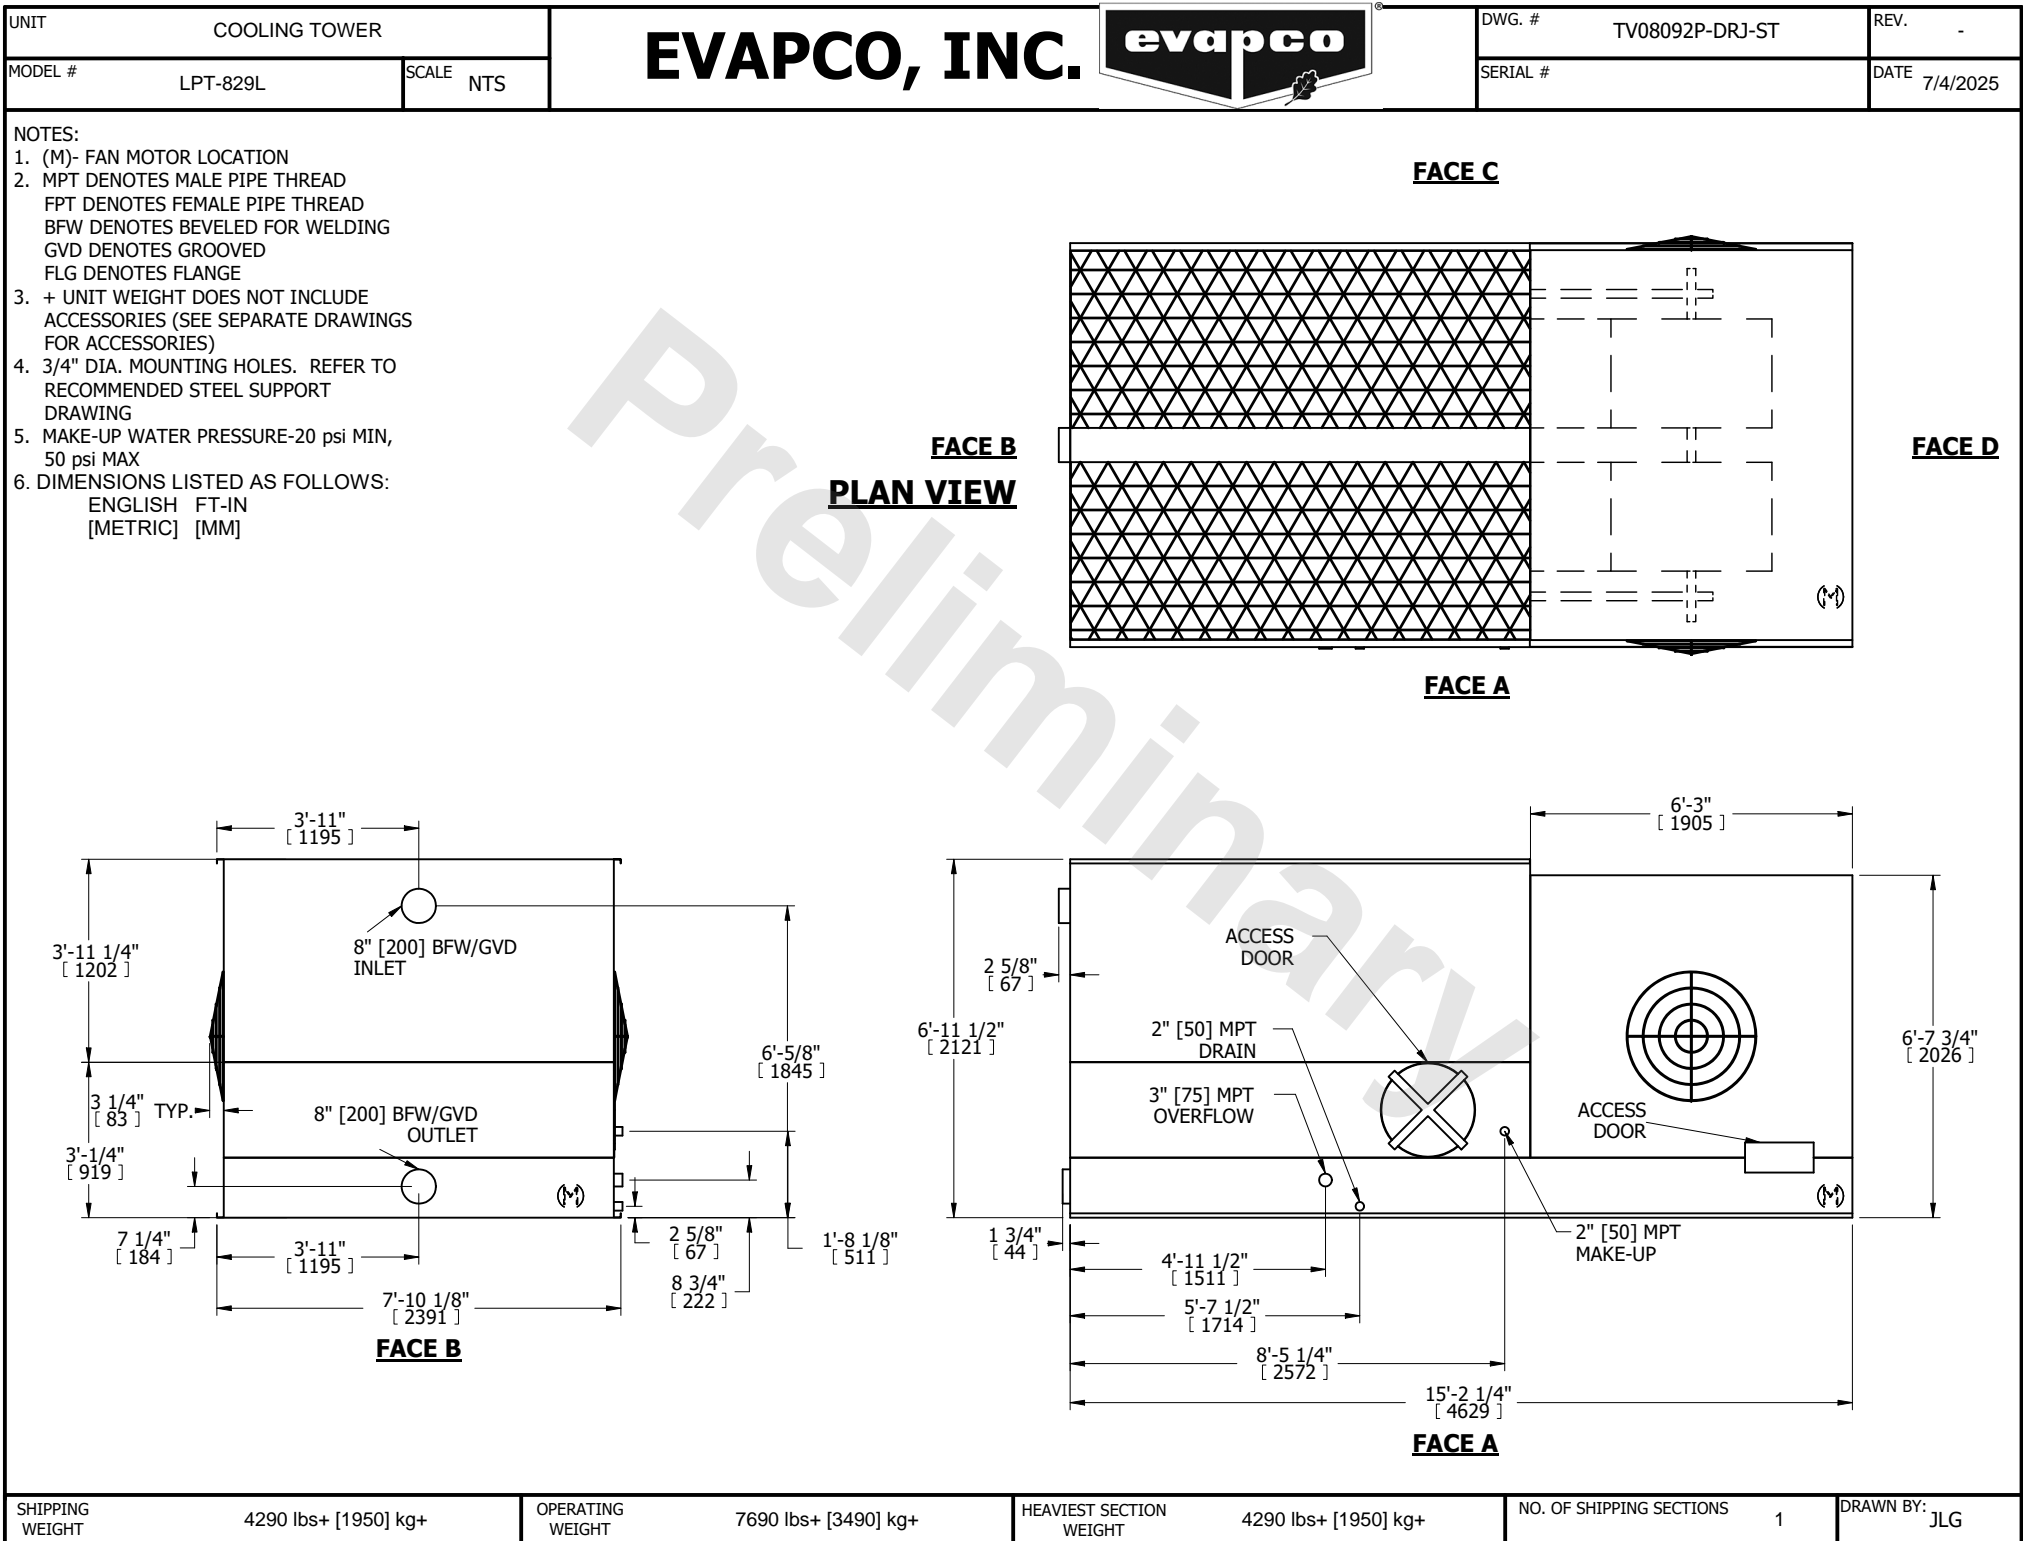 UNIT
COOLING TOWER
MODEL #
LPT-829L
SCALE
NTS
EVAPCO, INC.
evapco
®
DWG. #
TV08092P-DRJ-ST
REV.
-
SERIAL #
DATE
7/4/2025
NOTES:
1. (M)- FAN MOTOR LOCATION
2. MPT DENOTES MALE PIPE THREAD
FPT DENOTES FEMALE PIPE THREAD
BFW DENOTES BEVELED FOR WELDING
GVD DENOTES GROOVED
FLG DENOTES FLANGE
3. + UNIT WEIGHT DOES NOT INCLUDE
ACCESSORIES (SEE SEPARATE DRAWINGS
FOR ACCESSORIES)
4. 3/4" DIA. MOUNTING HOLES. REFER TO
RECOMMENDED STEEL SUPPORT
DRAWING
5. MAKE-UP WATER PRESSURE-20 psi MIN,
50 psi MAX
6. DIMENSIONS LISTED AS FOLLOWS:
ENGLISH FT-IN
[METRIC] [MM]
Preliminary
FACE C
FACE B
PLAN VIEW
FACE D
(M)
FACE A
3'-11"
[ 1195 ]
3'-11 1/4"
[ 1202 ]
8" [200] BFW/GVD
INLET
6'-5/8"
[ 1845 ]
3 1/4"
[ 83 ]
TYP.
8" [200] BFW/GVD
OUTLET
3'-1/4"
[ 919 ]
(M)
7 1/4"
[ 184 ]
3'-11"
[ 1195 ]
2 5/8"
[ 67 ]
1'-8 1/8"
[ 511 ]
8 3/4"
[ 222 ]
7'-10 1/8"
[ 2391 ]
FACE B
6'-3"
[ 1905 ]
2 5/8"
[ 67 ]
ACCESS
DOOR
6'-11 1/2"
[ 2121 ]
2" [50] MPT
DRAIN
6'-7 3/4"
[ 2026 ]
3" [75] MPT
OVERFLOW
ACCESS
DOOR
(M)
1 3/4"
[ 44 ]
2" [50] MPT
MAKE-UP
4'-11 1/2"
[ 1511 ]
5'-7 1/2"
[ 1714 ]
8'-5 1/4"
[ 2572 ]
15'-2 1/4"
[ 4629 ]
FACE A
SHIPPING
WEIGHT
4290 lbs+ [1950] kg+
OPERATING
WEIGHT
7690 lbs+ [3490] kg+
HEAVIEST SECTION
WEIGHT
4290 lbs+ [1950] kg+
NO. OF SHIPPING SECTIONS
1
DRAWN BY:
JLG